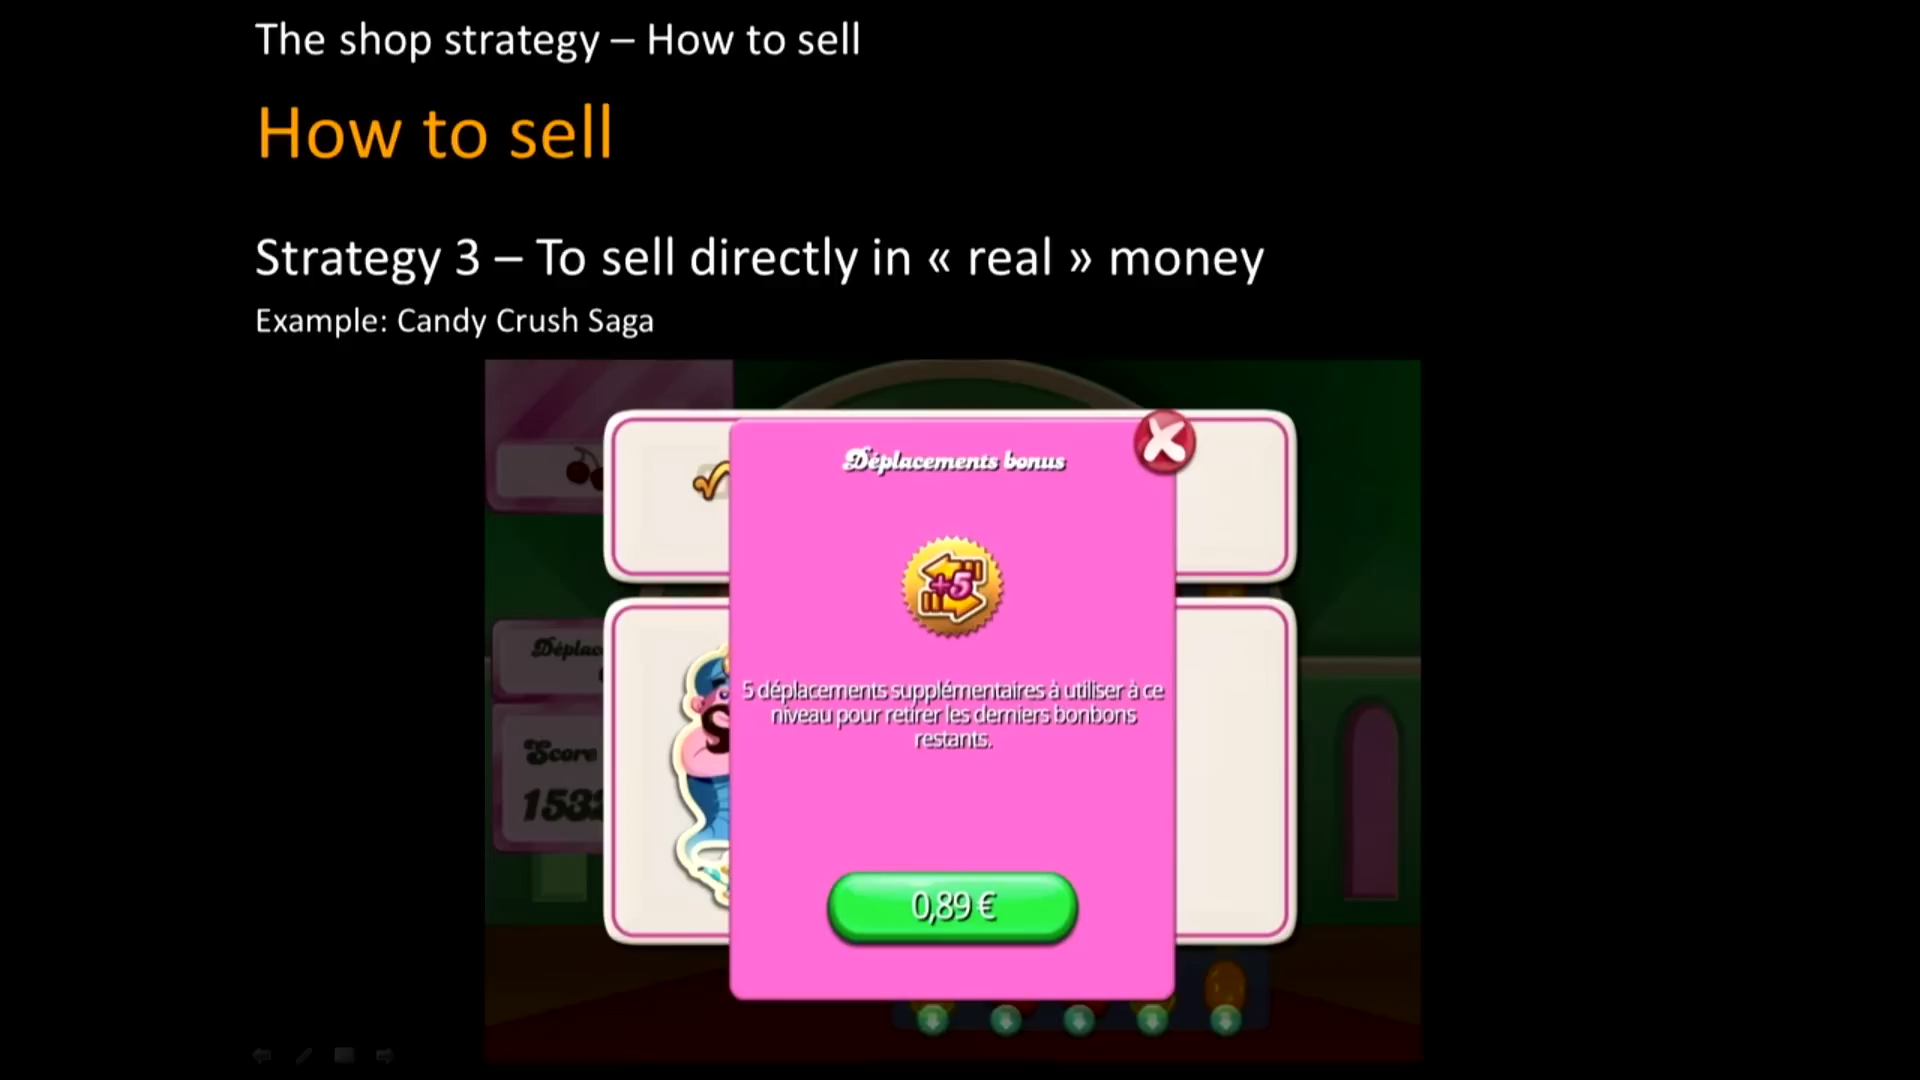 The shop strategy – How to sell
How to sell
Strategy 3 – To sell directly in « real » money
Example: Candy Crush Saga
Déplacements bonus
+5
5 déplacements supplémentaires à utiliser à ce
niveau pour retirer les derniers bonbons
restants.
Score
0,89 €